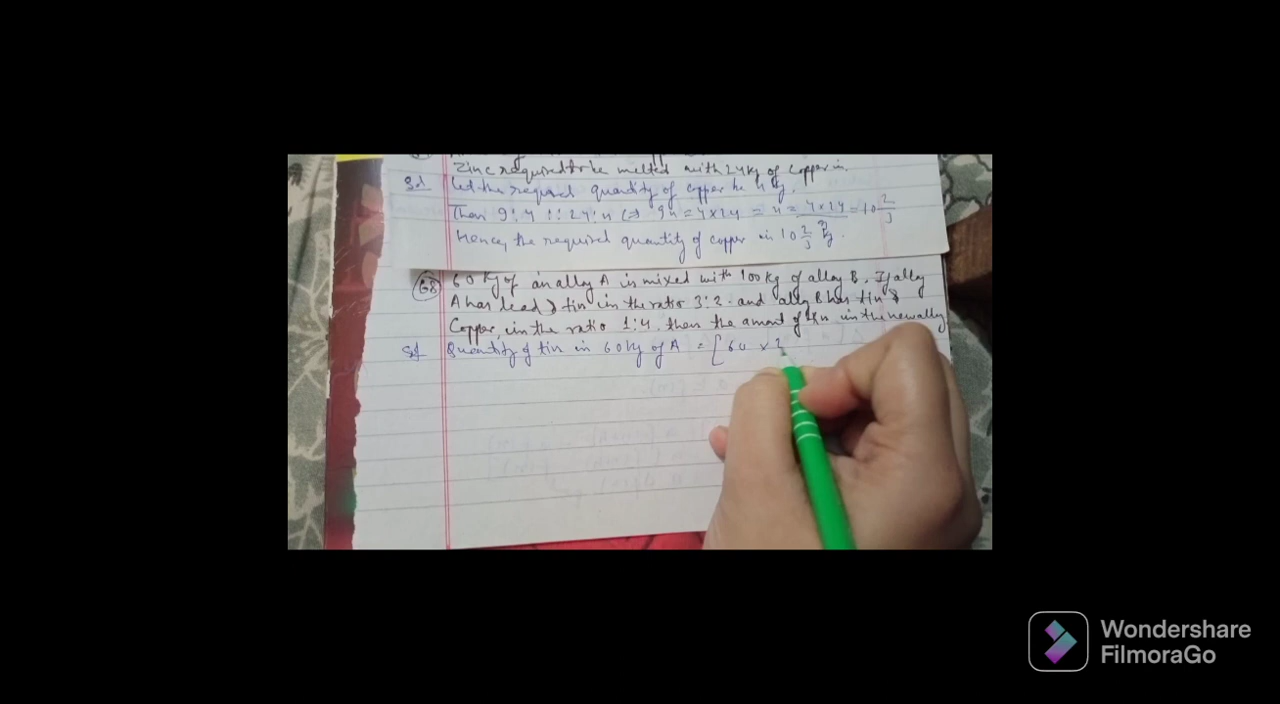 Zinc required to be melted with 24 kg of copper is.
Sol Let the required quantity of copper be x kg.
Then 9:4 :: 24:x ⇔ 9x = 4×24 = x = 4×24/9 = 10 2/3
Hence, the required quantity of copper is 10 2/3 kg.
68 60 kg of an alloy A is mixed with 100 kg of alloy B. If alloy
A has lead & tin in the ratio 3:2 and alloy B has tin &
Copper, in the ratio 1:4, then the amont of tin in the new alloy
Sol Quantity of tin in 60 kg of A = [60 × 2
Wondershare
FilmoraGo